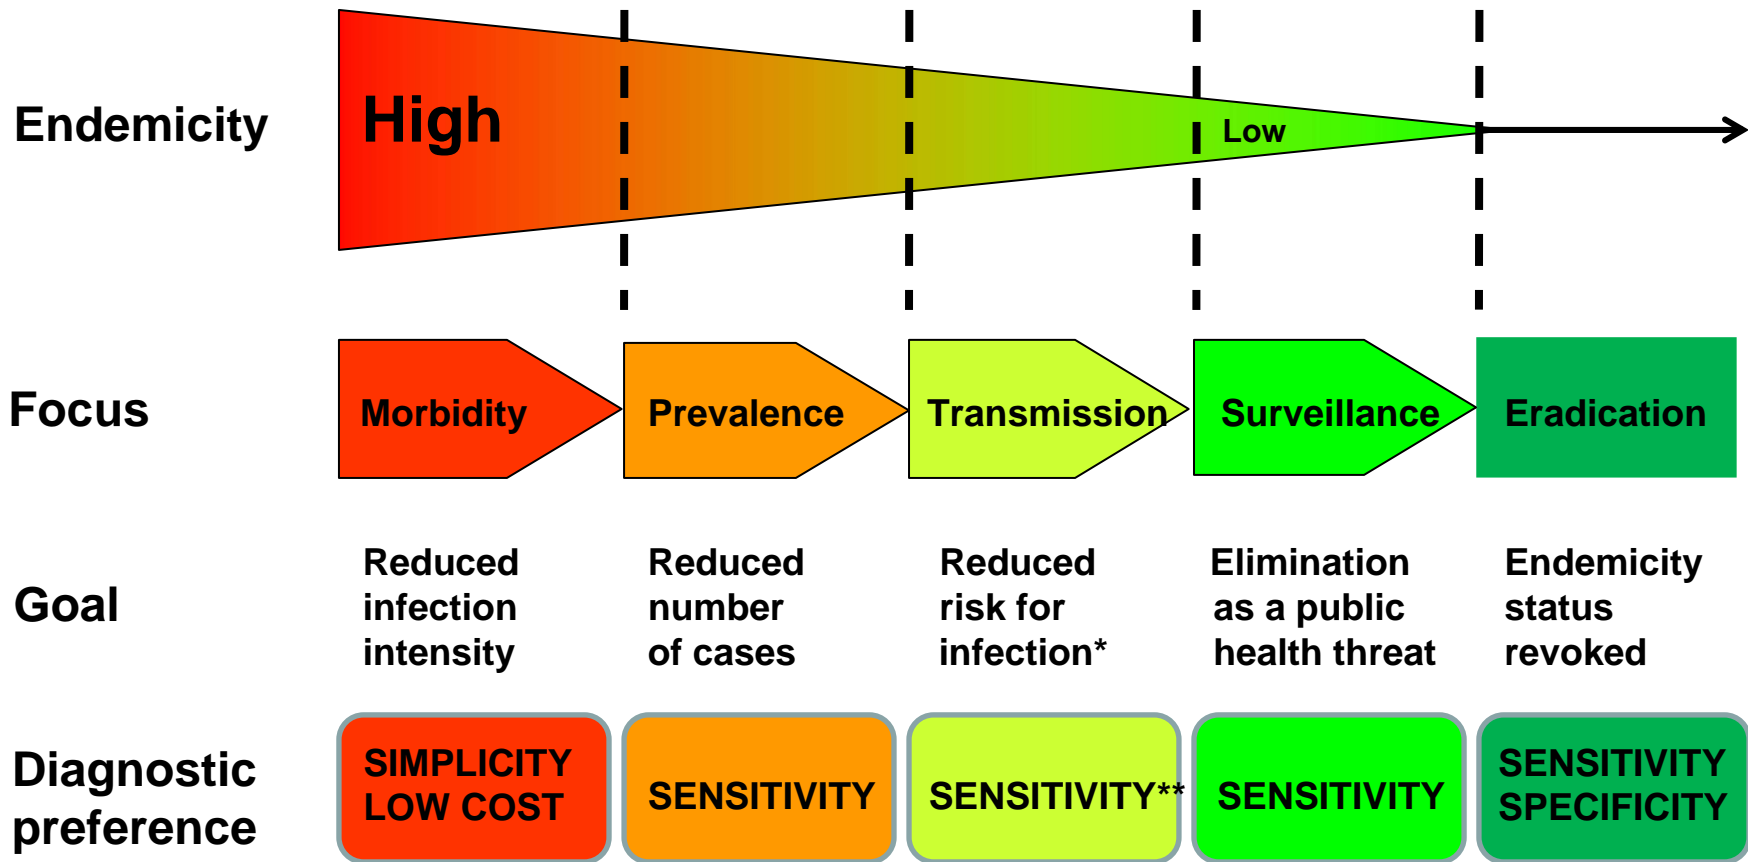 Endemicity
High
Low
Focus
Morbidity
Prevalence
Transmission
Surveillance
Eradication
Goal
Reduced
infection
intensity
Reduced
number
of cases
Reduced
risk for
infection*
Elimination
as a public
health threat
Endemicity
status
revoked
Diagnostic
preference
SIMPLICITY
LOW COST
SENSITIVITY
SENSITIVITY**
SENSITIVITY
SENSITIVITY
SPECIFICITY